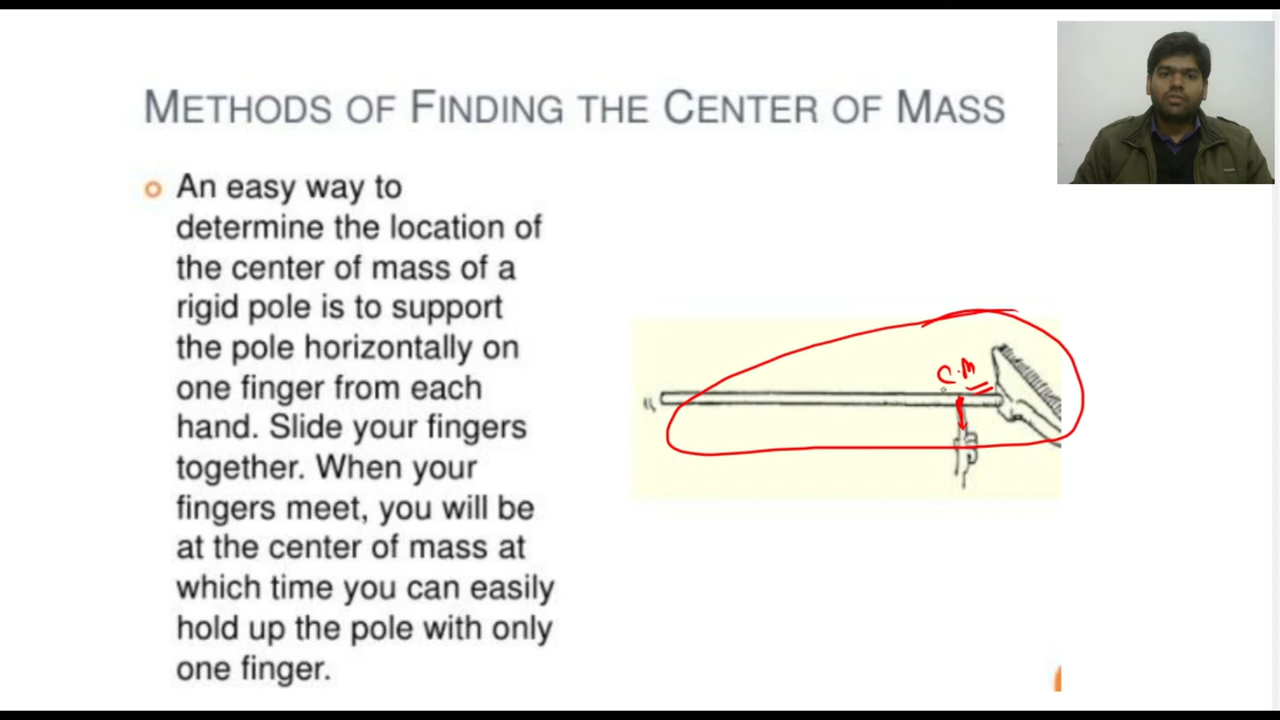 METHODS OF FINDING THE CENTER OF MASS
An easy way to
determine the location of
the center of mass of a
rigid pole is to support
the pole horizontally on
one finger from each
hand. Slide your fingers
together. When your
fingers meet, you will be
at the center of mass at
which time you can easily
hold up the pole with only
one finger.
C.M